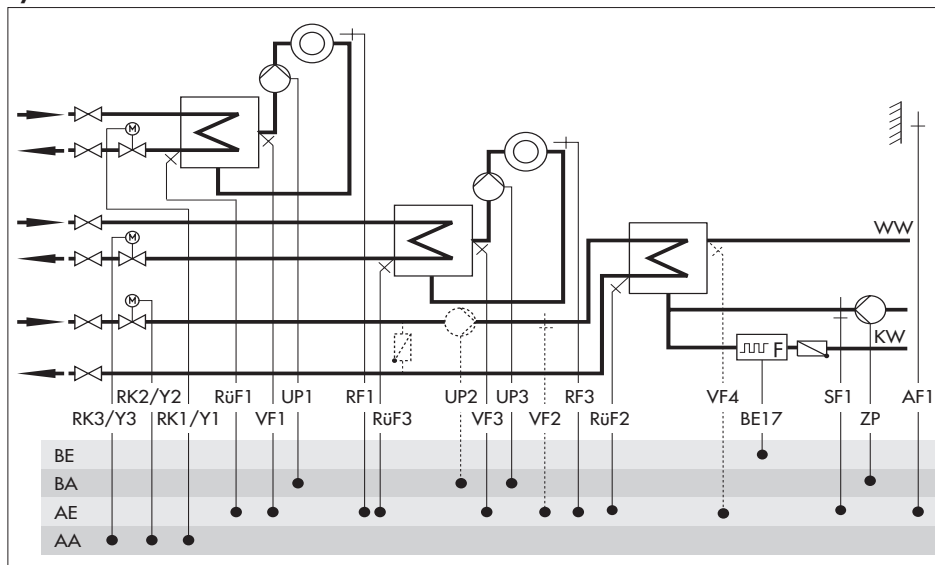 M
M
M
WW
F
KW
RK2/Y2 RüF1 UP1 RF1 UP2 UP3 RF3 VF4 SF1 AF1
RK3/Y3 RK1/Y1 VF1 RüF3 VF3 VF2 RüF2 BE17 ZP
BE
BA
AE
AA